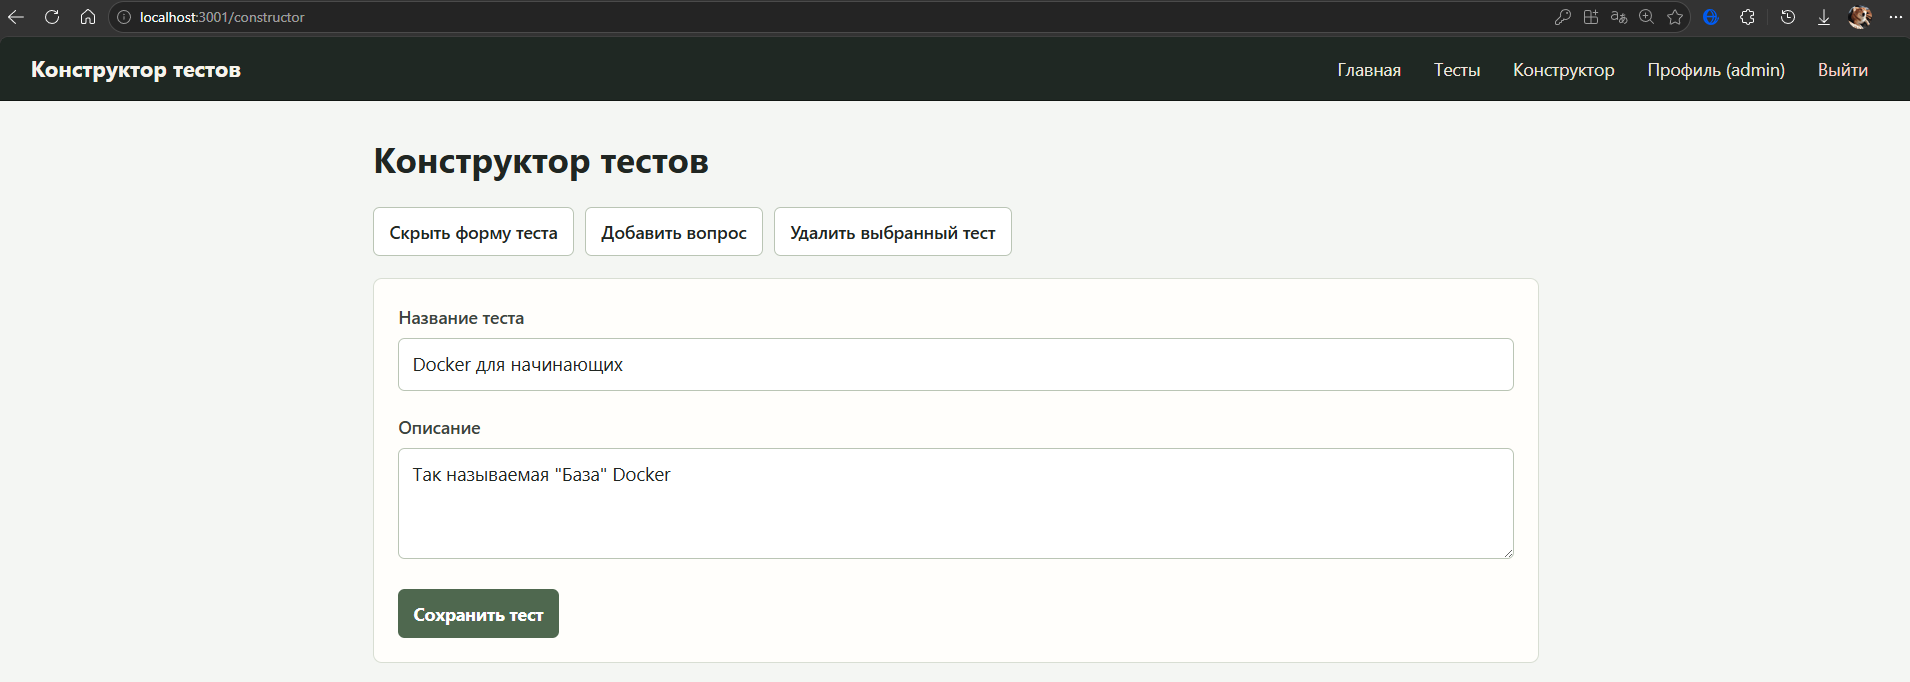 localhost:3001/constructor
Конструктор тестов
Главная Тесты Конструктор Профиль (admin) Выйти
Конструктор тестов
Скрыть форму теста Добавить вопрос Удалить выбранный тест
Название теста
Docker для начинающих
Описание
Так называемая "База" Docker
Сохранить тест